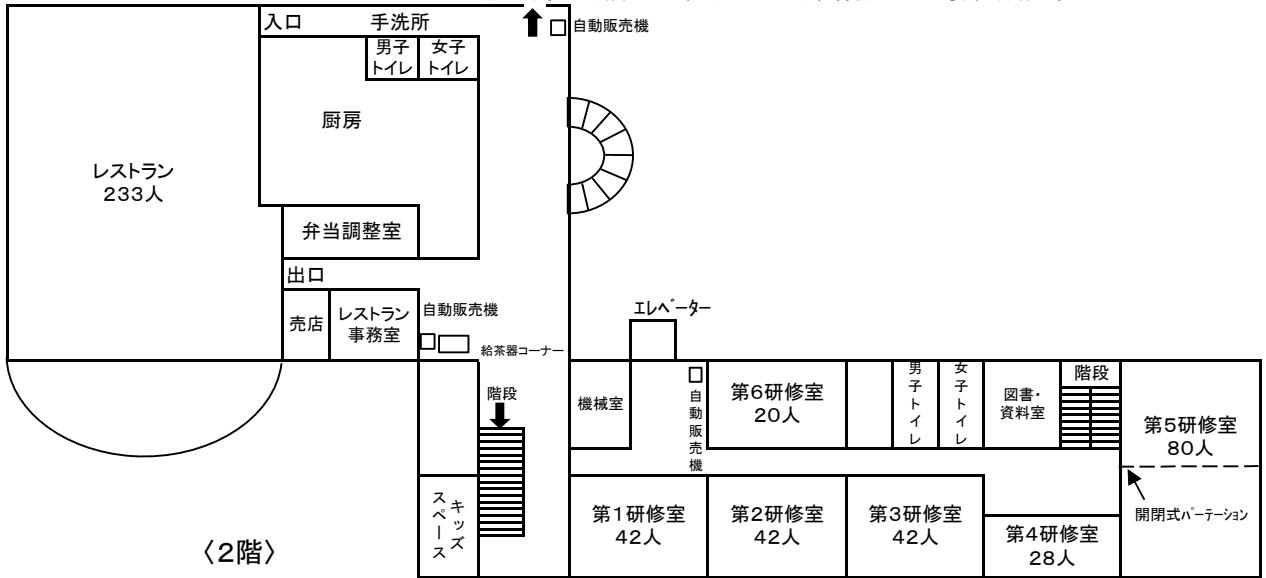 入口
手洗所
自動販売機
男子
トイレ
女子
トイレ
厨房
レストラン
233人
弁当調整室
出口
売店
レストラン
事務室
自動販売機
給茶器コーナー
エレベーター
階段
機械室
自動販売機
第6研修室
20人
男子トイレ
女子トイレ
図書・
資料室
階段
第5研修室
80人
開閉式パーテーション
キッズ
スペース
第1研修室
42人
第2研修室
42人
第3研修室
42人
第4研修室
28人
〈2階〉